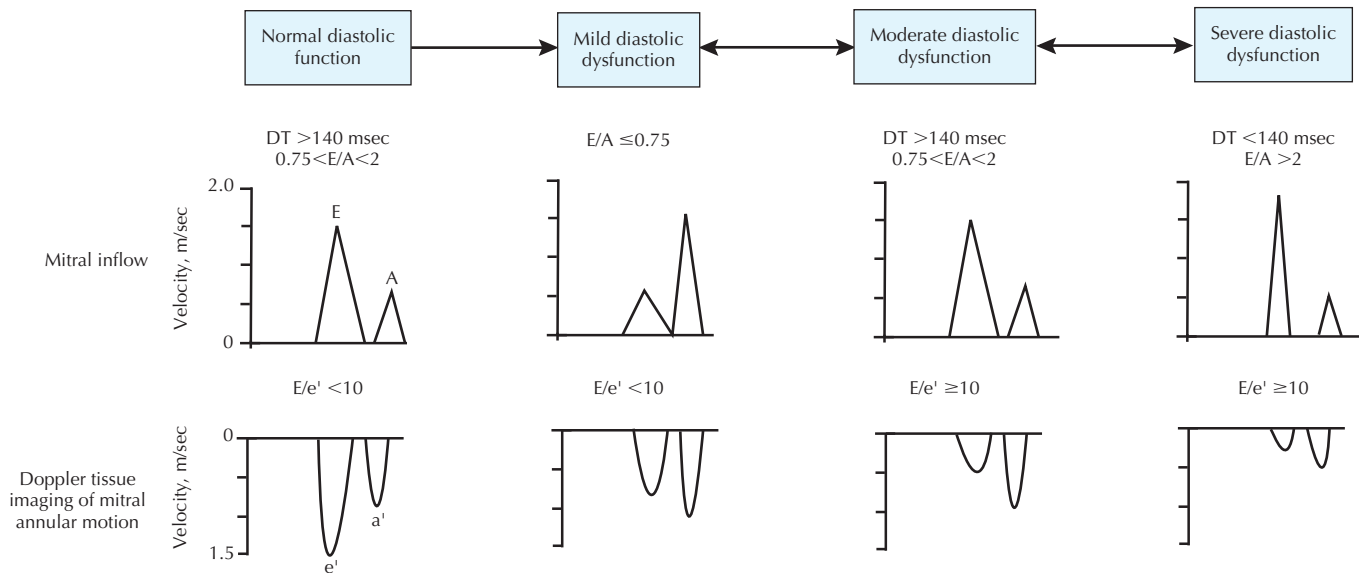 Normal diastolic
function
Mild diastolic
dysfunction
Moderate diastolic
dysfunction
Severe diastolic
dysfunction
DT >140 msec
0.75<E/A<2
E/A ≤0.75
DT >140 msec
0.75<E/A<2
DT <140 msec
E/A >2
Mitral inflow
Velocity, m/sec
2.0
0
E
A
E/e' <10
E/e' <10
E/e' ≥10
E/e' ≥10
Doppler tissue
imaging of mitral
annular motion
Velocity, m/sec
0
1.5
e'
a'